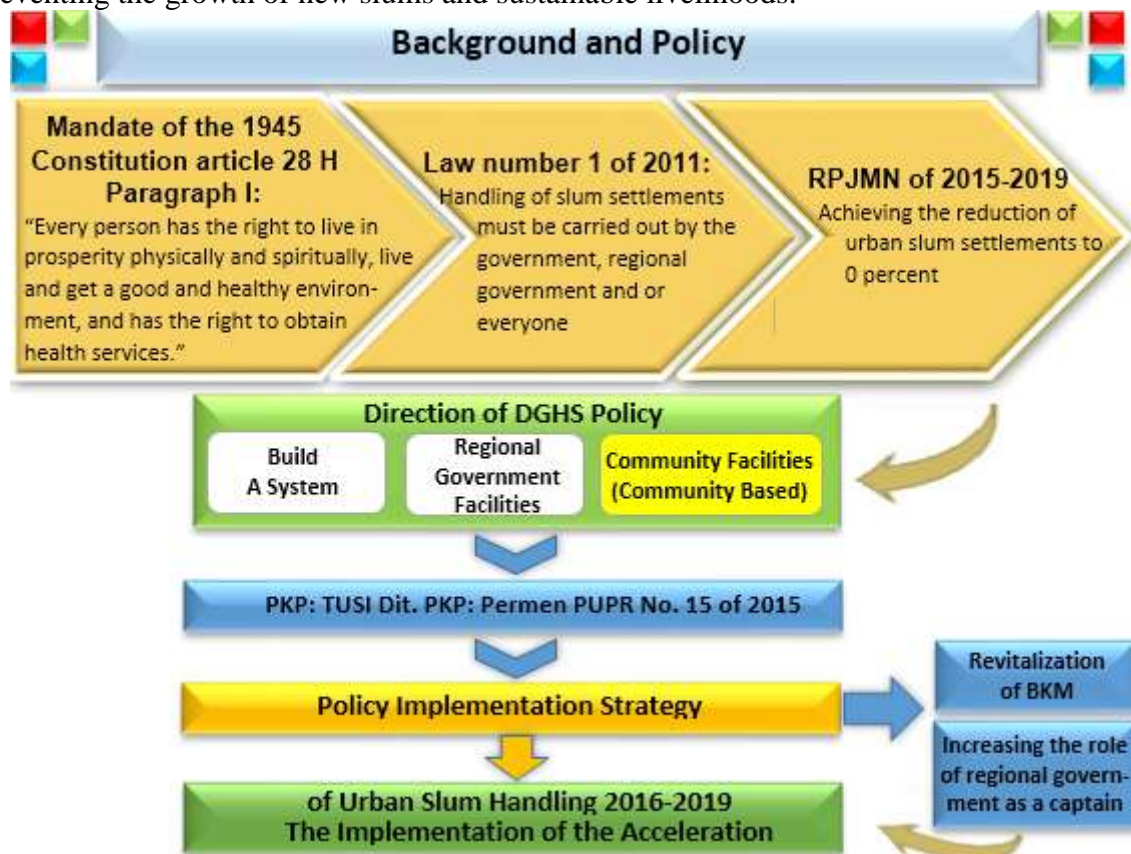 eventing the growth of new slums and sustainable livelihoods.
Background and Policy
Mandate of the 1945
Constitution article 28 H
Paragraph I:
“Every person has the right to live in
prosperity physically and spiritually, live
and get a good and healthy environ-
ment, and has the right to obtain
health services.”
Law number 1 of 2011:
Handling of slum settlements
must be carried out by the
government, regional
government and or
everyone
RPJMN of 2015-2019
Achieving the reduction of
urban slum settlements to
0 percent
Direction of DGHS Policy
Build
A System
Regional
Government
Facilities
Community Facilities
(Community Based)
PKP: TUSI Dit. PKP: Permen PUPR No. 15 of 2015
Policy Implementation Strategy
Revitalization
of BKM
Increasing the role
of regional govern-
ment as a captain
of Urban Slum Handling 2016-2019
The Implementation of the Acceleration